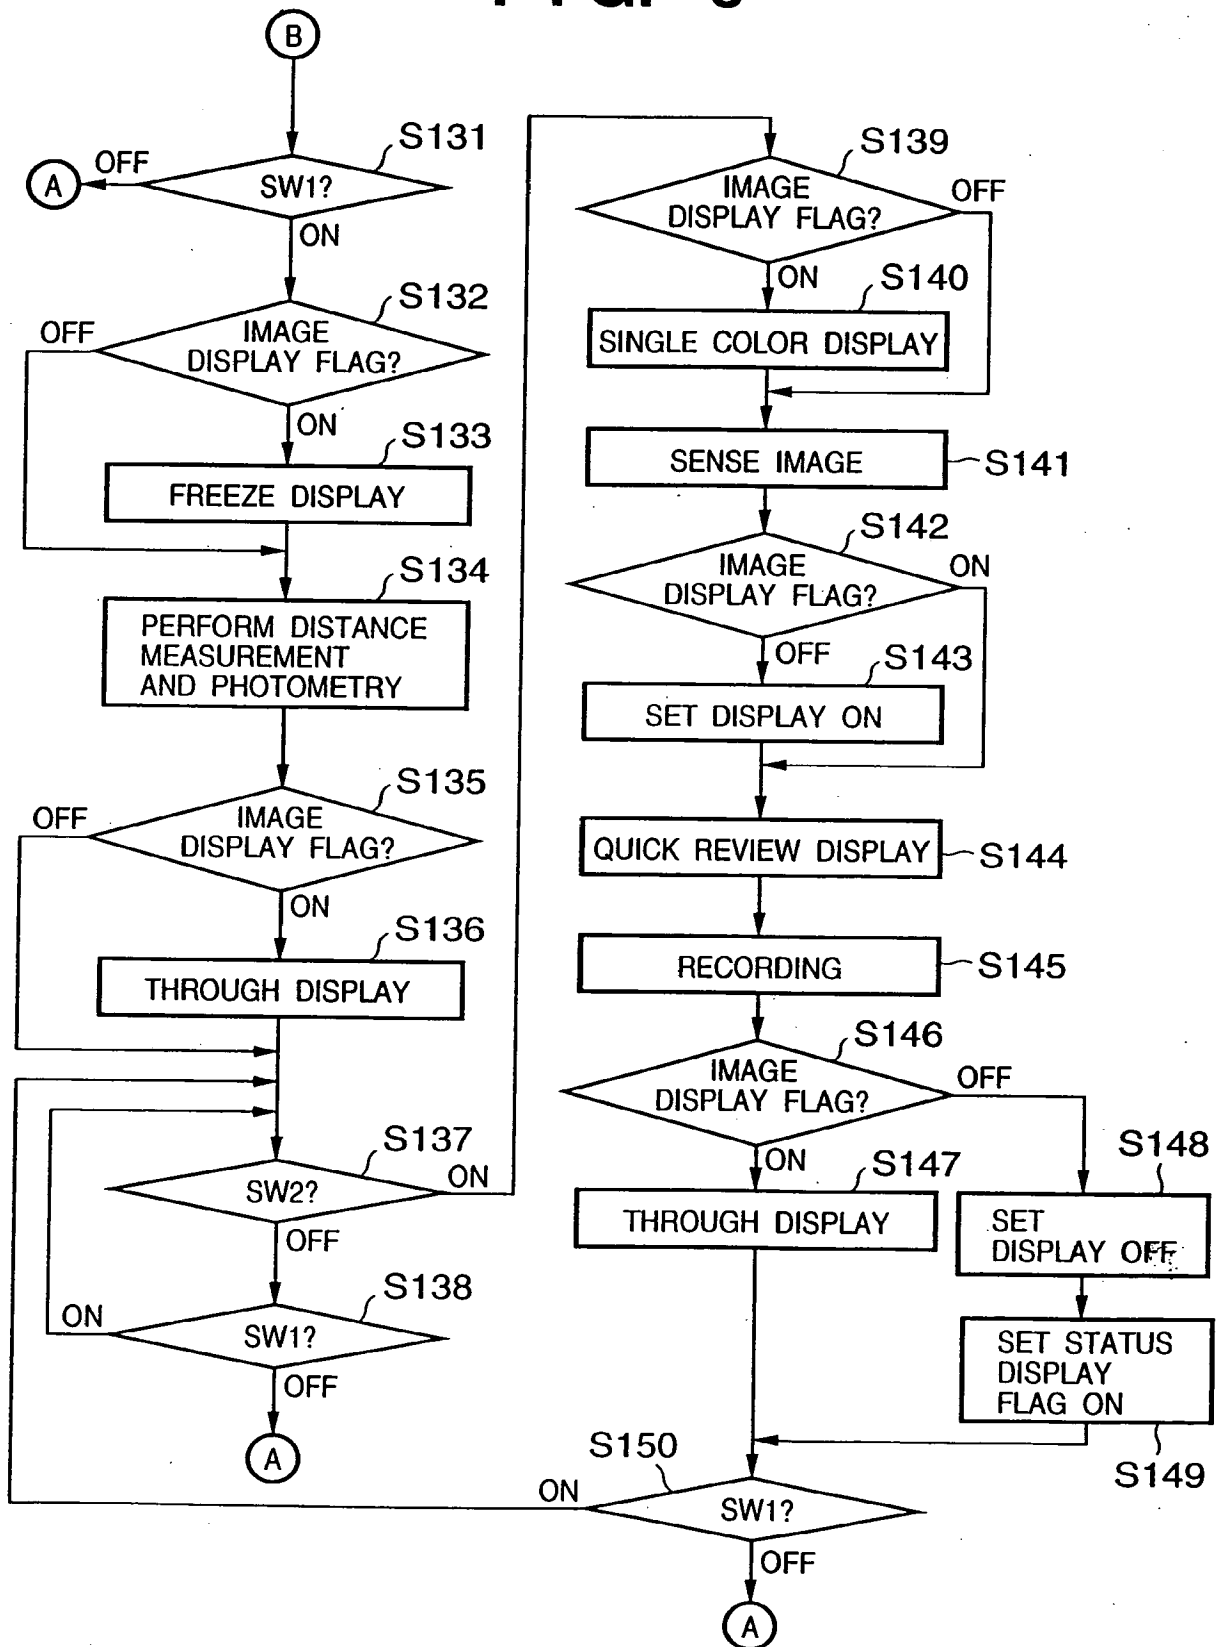 B
S131
OFF
A
SW1?
ON
S132
OFF
IMAGE
DISPLAY FLAG?
ON
S133
FREEZE DISPLAY
S134
PERFORM DISTANCE
MEASUREMENT
AND PHOTOMETRY
S135
OFF
IMAGE
DISPLAY FLAG?
ON
S136
THROUGH DISPLAY
S137
SW2?
ON
OFF
S138
ON
SW1?
OFF
A
S139
IMAGE
DISPLAY FLAG?
OFF
ON
S140
SINGLE COLOR DISPLAY
SENSE IMAGE
S141
S142
IMAGE
DISPLAY FLAG?
ON
OFF
S143
SET DISPLAY ON
QUICK REVIEW DISPLAY
S144
RECORDING
S145
S146
IMAGE
DISPLAY FLAG?
OFF
ON
S147
THROUGH DISPLAY
S148
SET
DISPLAY OFF
SET STATUS
DISPLAY
FLAG ON
S149
S150
ON
SW1?
OFF
A